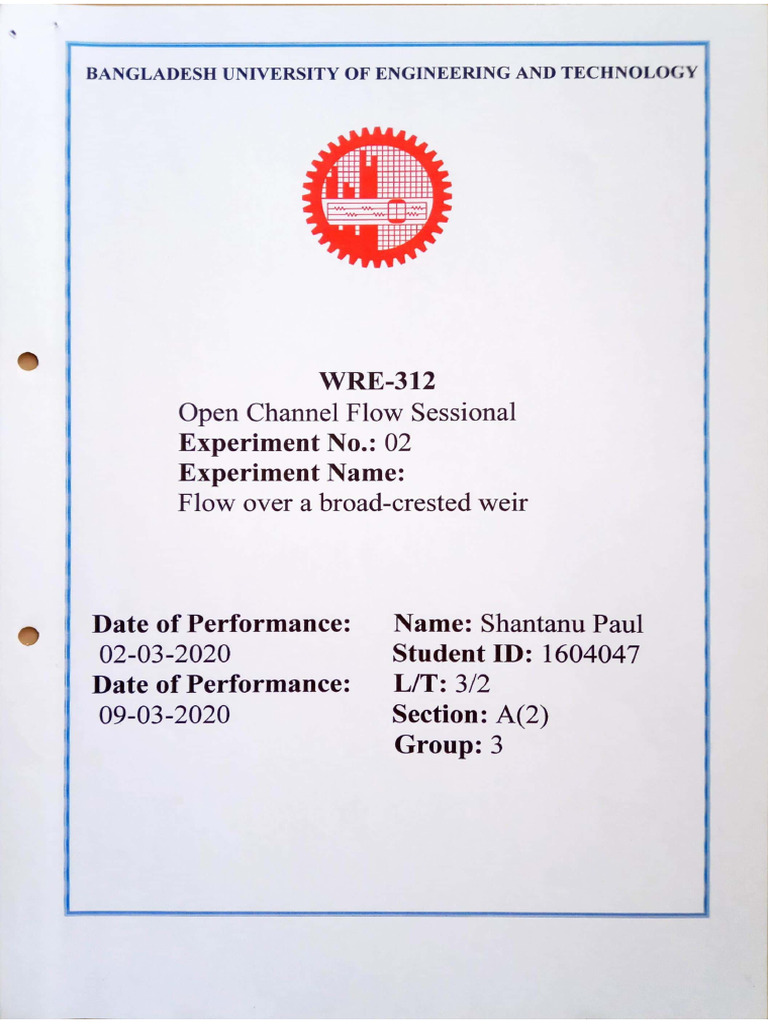 BANGLADESH UNIVERSITY OF ENGINEERING AND TECHNOLOGY
WRE-312
Open Channel Flow Sessional
Experiment No.: 02
Experiment Name:
Flow over a broad-crested weir
Date of Performance:
02-03-2020
Date of Performance:
09-03-2020
Name: Shantanu Paul
Student ID: 1604047
L/T: 3/2
Section: A(2)
Group: 3